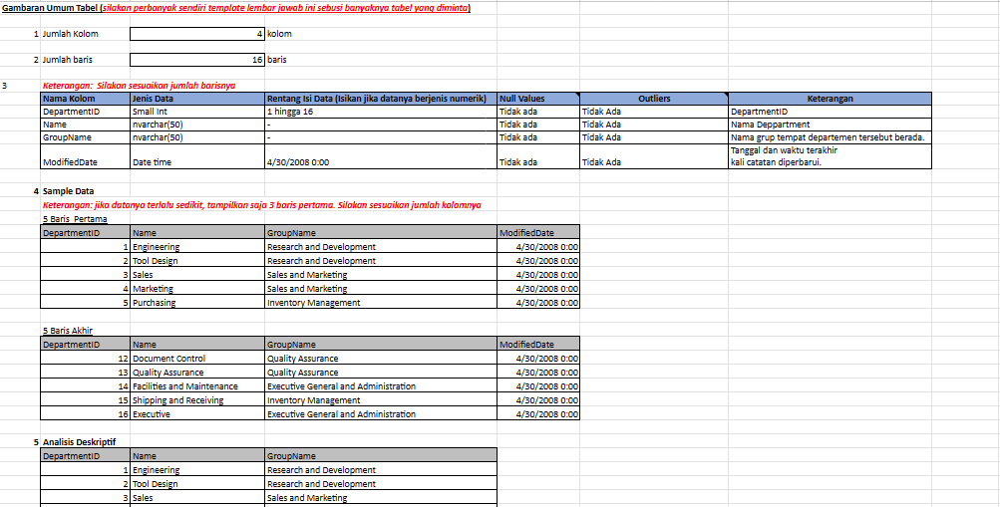 Gambaran Umum Tabel (silakan perbanyak sendiri template lembar jawab ini sebusi banyaknya tabel yang diminta)
1 Jumlah Kolom 4 kolom
2 Jumlah baris 16 baris
3 Keterangan: Silakan sesuaikan jumlah barisnya
Nama Kolom Jenis Data Rentang Isi Data (Isikan jika datanya berjenis numerik) Null Values Outliers Keterangan
DepartmentID Small Int 1 hingga 16 Tidak ada Tidak Ada DepartmentID
Name nvarchar(50) - Tidak ada Tidak Ada Nama Deppartment
GroupName nvarchar(50) - Tidak ada Tidak Ada Nama grup tempat departemen tersebut berada.
ModifiedDate Date time 4/30/2008 0:00 Tidak ada Tidak Ada Tanggal dan waktu terakhir
kali catatan diperbarui.
4 Sample Data
Keterangan: jika datanya terlalu sedikit, tampilkan saja 3 baris pertama. Silakan sesuaikan jumlah kolomnya
5 Baris Pertama
DepartmentID Name GroupName ModifiedDate
1 Engineering Research and Development 4/30/2008 0:00
2 Tool Design Research and Development 4/30/2008 0:00
3 Sales Sales and Marketing 4/30/2008 0:00
4 Marketing Sales and Marketing 4/30/2008 0:00
5 Purchasing Inventory Management 4/30/2008 0:00
5 Baris Akhir
DepartmentID Name GroupName ModifiedDate
12 Document Control Quality Assurance 4/30/2008 0:00
13 Quality Assurance Quality Assurance 4/30/2008 0:00
14 Facilities and Maintenance Executive General and Administration 4/30/2008 0:00
15 Shipping and Receiving Inventory Management 4/30/2008 0:00
16 Executive Executive General and Administration 4/30/2008 0:00
5 Analisis Deskriptif
DepartmentID Name GroupName
1 Engineering Research and Development
2 Tool Design Research and Development
3 Sales Sales and Marketing